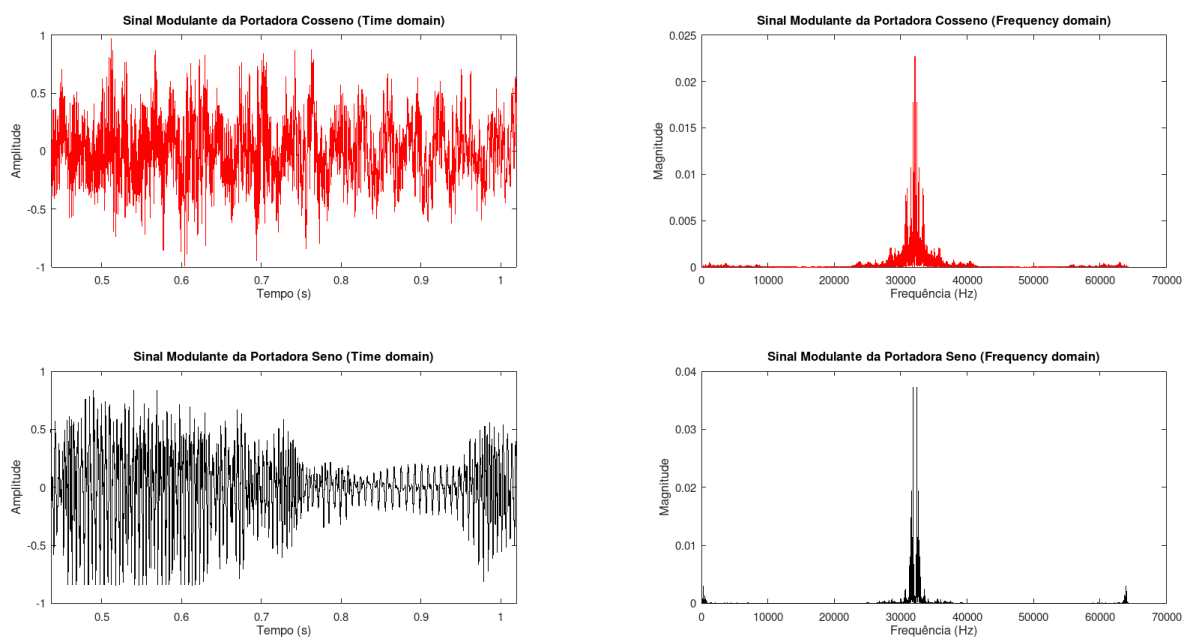 Sinal Modulante da Portadora Cosseno (Time domain)
1
0.5
0
-0.5
-1
Amplitude
0.5 0.6 0.7 0.8 0.9 1
Tempo (s)
Sinal Modulante da Portadora Cosseno (Frequency domain)
0.025
0.02
0.015
0.01
0.005
0
Magnitude
0 10000 20000 30000 40000 50000 60000 70000
Frequência (Hz)
Sinal Modulante da Portadora Seno (Time domain)
1
0.5
0
-0.5
-1
Amplitude
0.5 0.6 0.7 0.8 0.9 1
Tempo (s)
Sinal Modulante da Portadora Seno (Frequency domain)
0.04
0.03
0.02
0.01
0
Magnitude
0 10000 20000 30000 40000 50000 60000 70000
Frequência (Hz)